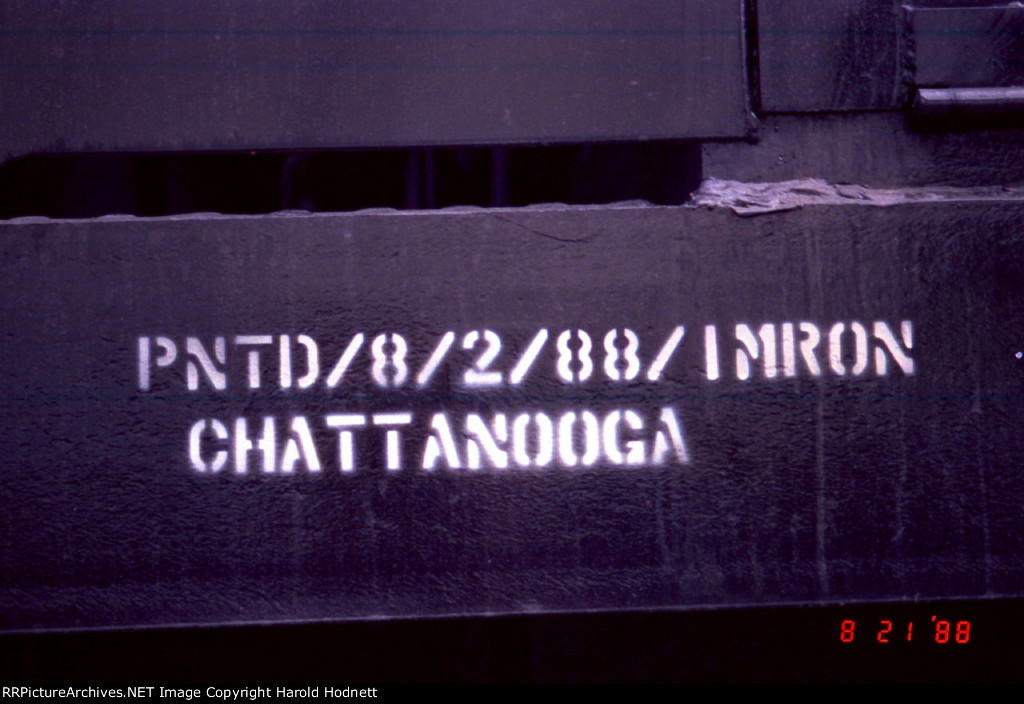 PNTD/8/2/88/IMRON
CHATTANOOGA
8 21 '88
RRPictureArchives.NET Image Copyright Harold Hodnett